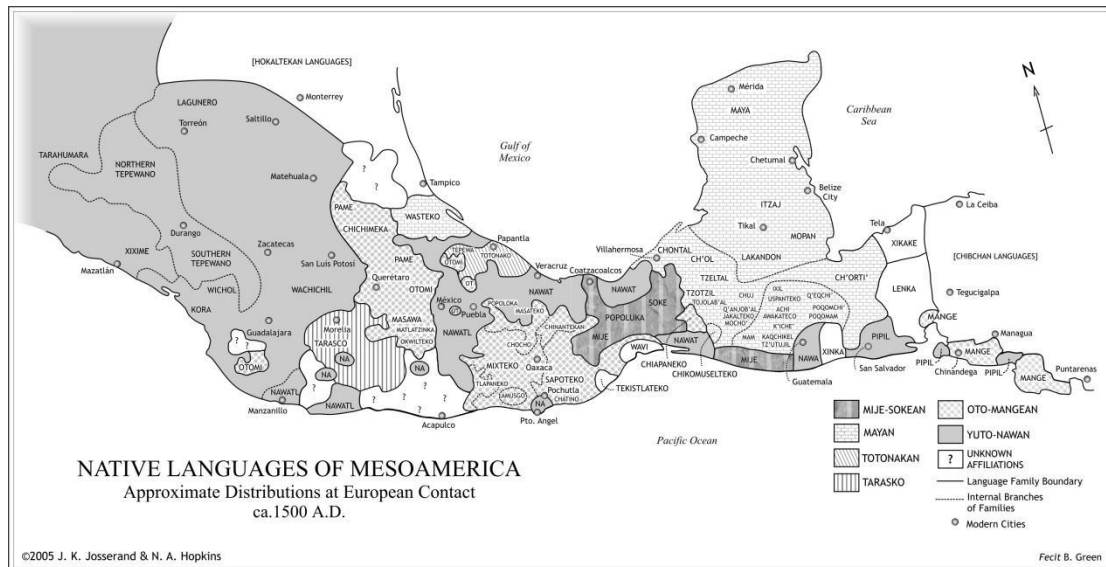 [HOKALTEKAN LANGUAGES]
Monterrey
LAGUNERO
Torreón
Saltillo
TARAHUMARA
NORTHERN
TEPEWANO
Matehuala
Gulf of
Mexico
Tampico
Mérida
MAYA
Caribbean
Sea
N
Campeche
Chetumal
Belize
City
ITZAJ
Tikal
MOPAN
LAKANDON
PAME
CHICHIMEKA
WASTEKO
Durango
XIXIME
SOUTHERN
TEPEWANO
Zacatecas
San Luis Potosí
Mazatlán
WICHOL
WACHICHIL
KORA
PAME
OTOMI
Querétaro
TEPEWA
OTOMI
TOTONAKO
Papantla
OT
Veracruz
Villahermosa
Coatzacoalcos
CHONTAL
CH'OL
TZELTAL
TZOTZIL
TOJOLAB'AL
CHUJ
Q'ANJOB'AL
JAKALTEKO
MOCHO'
MAM
IXIL
USPANTEKO
ACHI
AWAKATEKO
K'ICHE'
KAQCHIKEL
TZ'UTUJIL
Q'EQCHI'
POQOMCHI'
POQOMAM
CH'ORTI'
Tela
La Ceiba
XIKAKE
[CHIBCHAN LANGUAGES]
LENKA
Tegucigalpa
MANGE
Managua
Guadalajara
? ?
OTOMI
Morelia
TARASCO
MASAWA
MATLATZINKA
OKWILTEKO
México
OT
Puebla
NAWATL
POPOLOKA
MASATEKO
NAWAT
CHINANTEKAN
CHOCHO
MIXTEKO
Oaxaca
TLAPANEKO
AMUSGO
SAPOTEKO
Pochutla
CHATINO
NA
Pto. Angel
NAWAT
SOKE
POPOLUKA
MIJE
WAVI
NAWAT
CHIAPANEKO
TEKISTLATEKO
CHIKOMUSELTEKO
MIJE
Guatemala
NAWA
XINKA
PIPIL
San Salvador
PIPIL
Chinandega
MANGE
PIPIL
MANGE
Puntarenas
NAWATL
Manzanillo
NAWATL
NA
NA
Acapulco
Pacific Ocean
NATIVE LANGUAGES OF MESOAMERICA
Approximate Distributions at European Contact
ca.1500 A.D.
MIJE-SOKEAN
MAYAN
TOTONAKAN
TARASKO
OTO-MANGEAN
YUTO-NAWAN
? UNKNOWN
AFFILIATIONS
Language Family Boundary
Internal Branches
of Families
Modern Cities
©2005 J. K. Josserand & N. A. Hopkins
Fecit B. Green